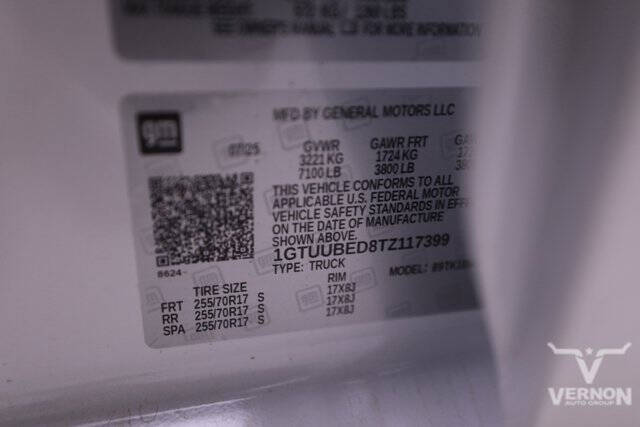 OWNER'S MANUAL
gm
MFD BY GENERAL MOTORS LLC
07/25 GVWR GAWR FRT
3221 KG 1724 KG
7100 LB 3800 LB
THIS VEHICLE CONFORMS TO ALL
APPLICABLE U.S. FEDERAL MOTOR
VEHICLE SAFETY STANDARDS IN EFFE
ON THE DATE OF MANUFACTURE
SHOWN ABOVE.
1GTUUBED8TZ117399
8624
TYPE: TRUCK MODEL:
TIRE SIZE RIM
FRT 255/70R17 S 17X8J
RR 255/70R17 S 17X8J
SPA 255/70R17 S 17X8J
VERNON
AUTO GROUP